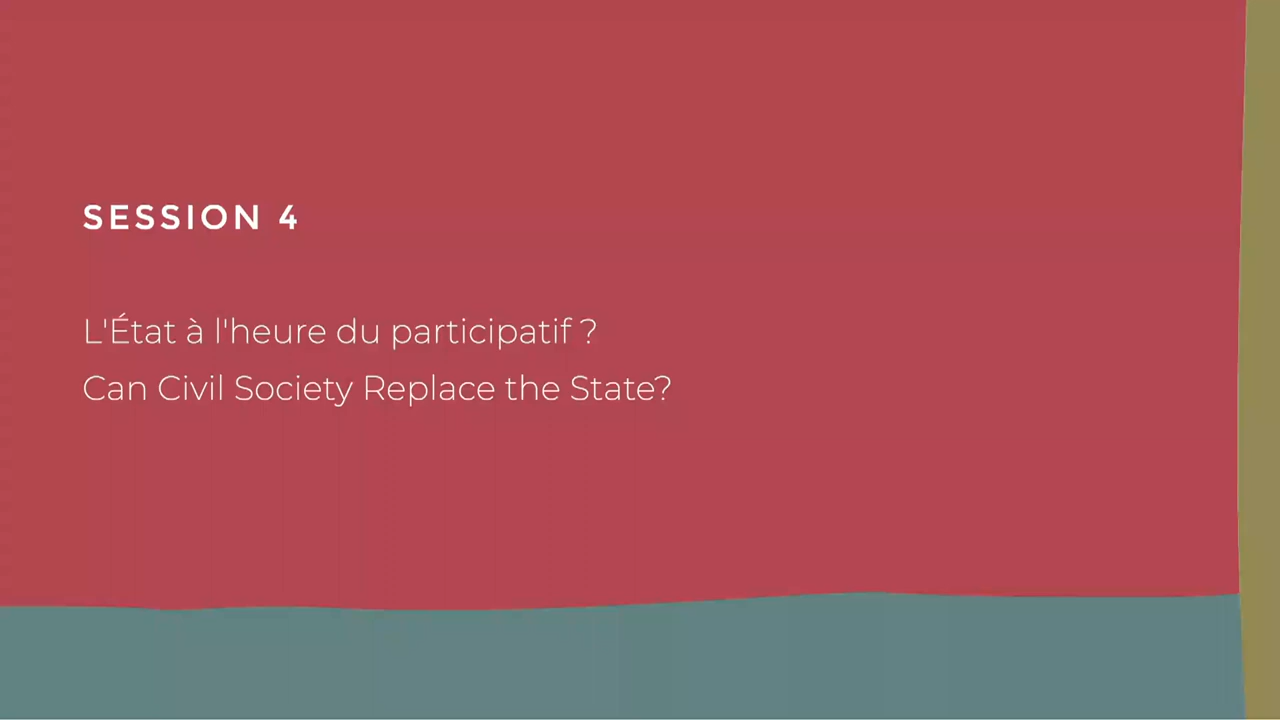 SESSION 4
L'État à l'heure du participatif ?
Can Civil Society Replace the State?